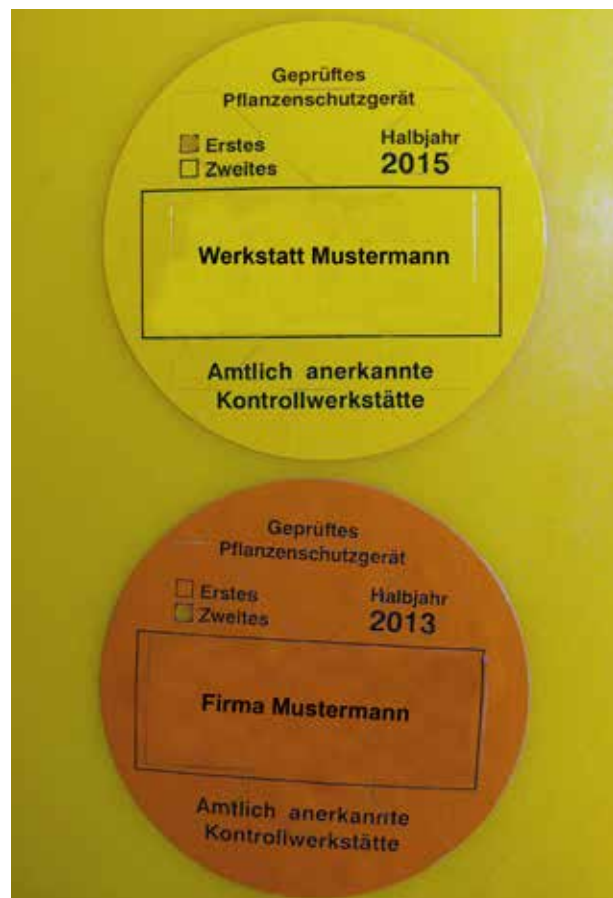 Geprüftes
Pflanzenschutzgerät
Erstes Halbjahr
Zweites 2015
Werkstatt Mustermann
Amtlich anerkannte
Kontrollwerkstätte
Geprüftes
Pflanzenschutzgerät
Erstes Halbjahr
Zweites 2013
Firma Mustermann
Amtlich anerkannte
Kontrollwerkstätte